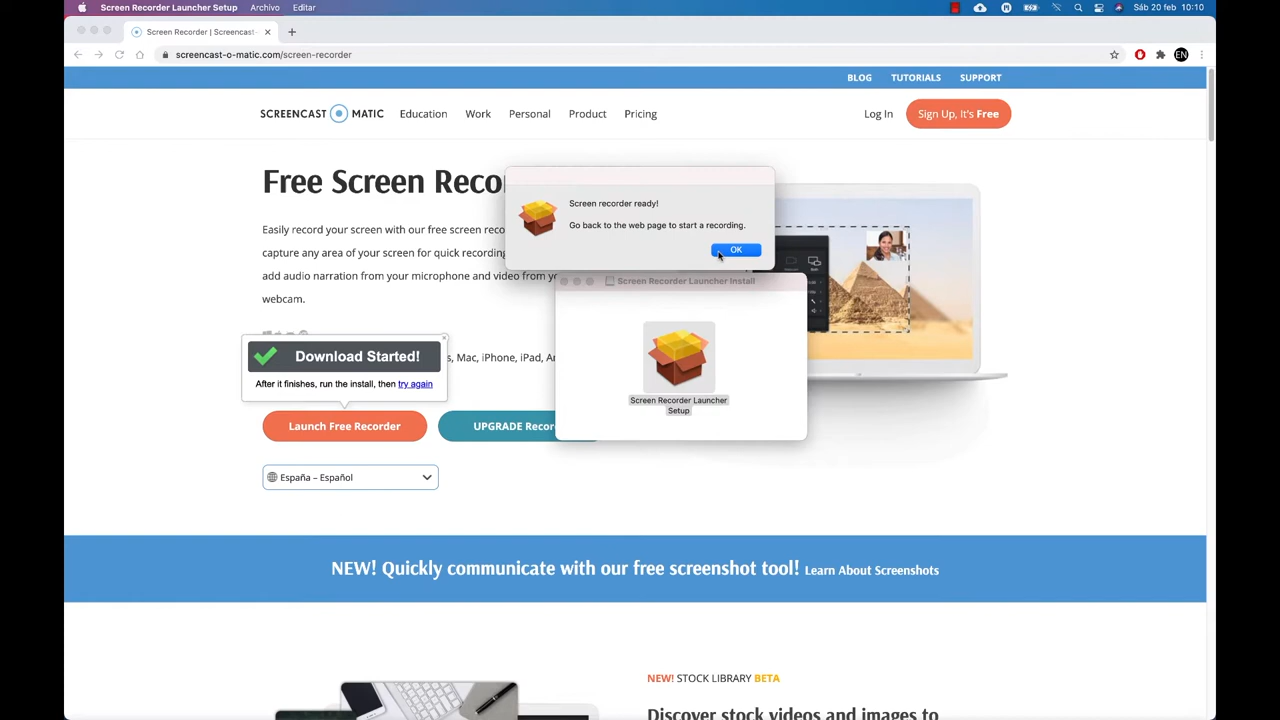 Screen Recorder Launcher Setup Archivo Editar
Sáb 20 feb 10:10
Screen Recorder | Screencast-
screencast-o-matic.com/screen-recorder
EN
BLOG TUTORIALS SUPPORT
SCREENCAST MATIC Education Work Personal Product Pricing Log In Sign Up, It's Free
Free Screen Reco
Easily record your screen with our free screen reco
capture any area of your screen for quick recording
add audio narration from your microphone and video from yo
webcam.
Screen recorder ready!
Go back to the web page to start a recording.
OK
Screen Recorder Launcher Install
Screen Recorder Launcher
Setup
Download Started!
After it finishes, run the install, then try again
s, Mac, iPhone, iPad, An
Launch Free Recorder
UPGRADE Recor
España – Español
NEW! Quickly communicate with our free screenshot tool! Learn About Screenshots
NEW! STOCK LIBRARY BETA
Discover stock videos and images to